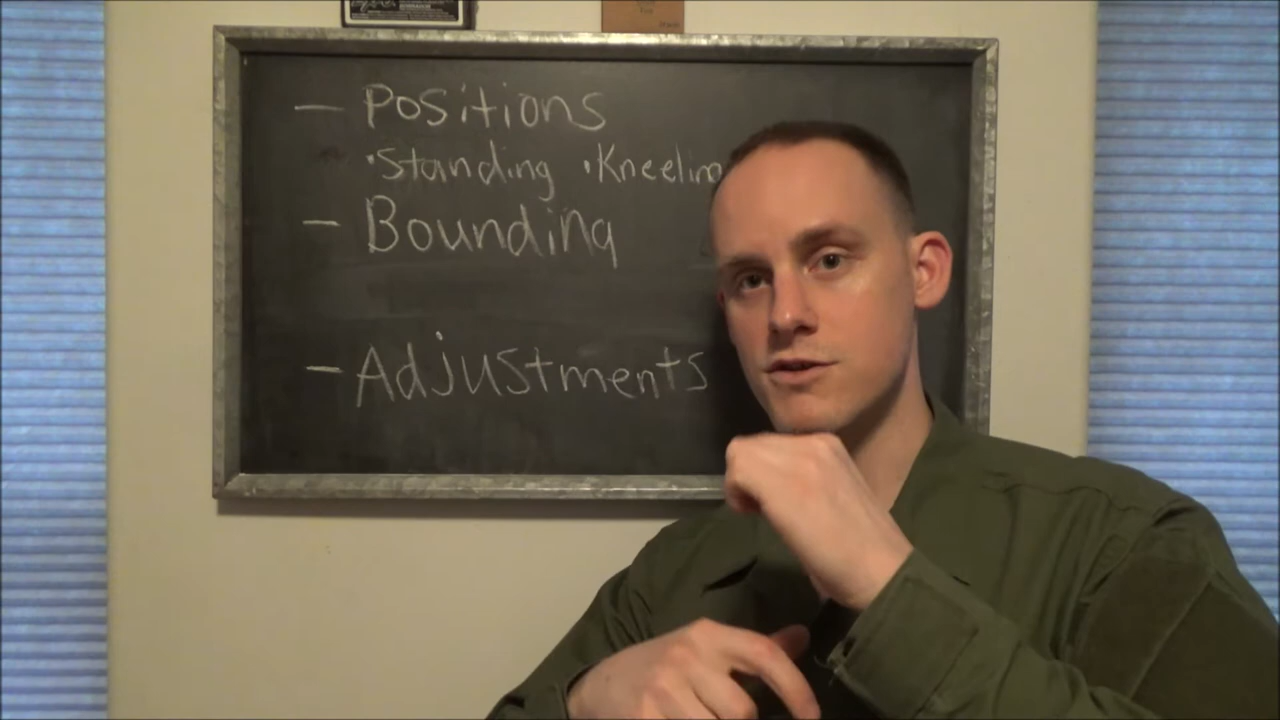 - Positions
·Standing ·Kneelin
- Bounding
- Adjustments